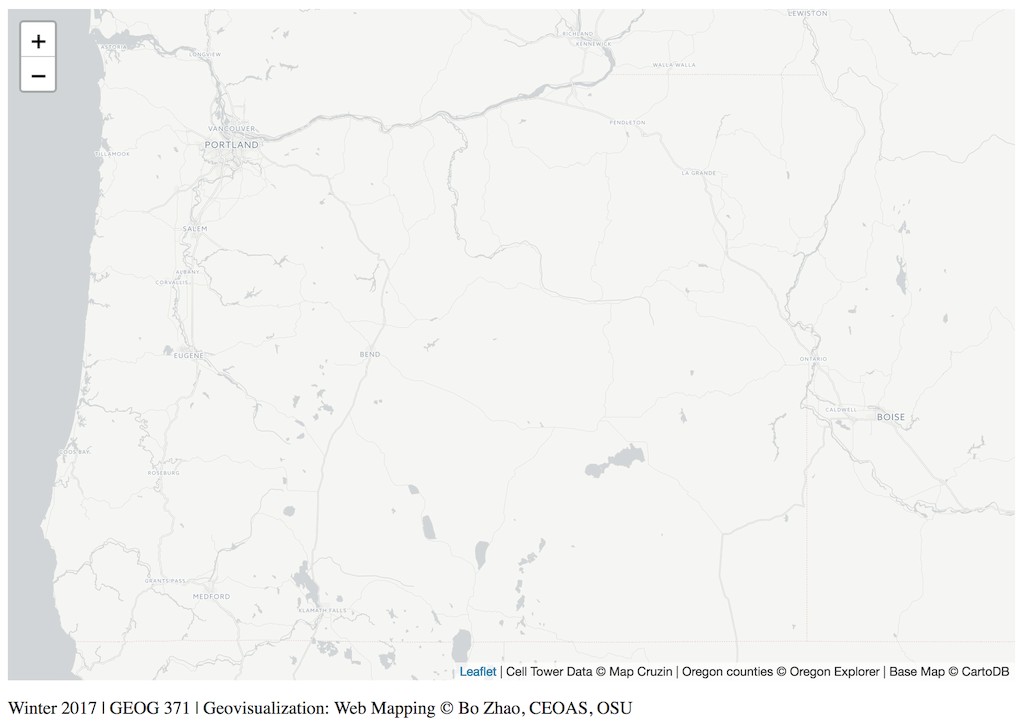 +
−
LEWISTON
ASTORIA
LONGVIEW
RICHLAND
KENNEWICK
WALLA WALLA
VANCOUVER
PENDLETON
PORTLAND
TILLAMOOK
LA GRANDE
SALEM
ALBANY
CORVALLIS
EUGENE
BEND
ONTARIO
CALDWELL
BOISE
COOS BAY
ROSEBURG
GRANTS PASS
MEDFORD
KLAMATH FALLS
Leaflet | Cell Tower Data © Map Cruzin | Oregon counties © Oregon Explorer | Base Map © CartoDB
Winter 2017 | GEOG 371 | Geovisualization: Web Mapping © Bo Zhao, CEOAS, OSU